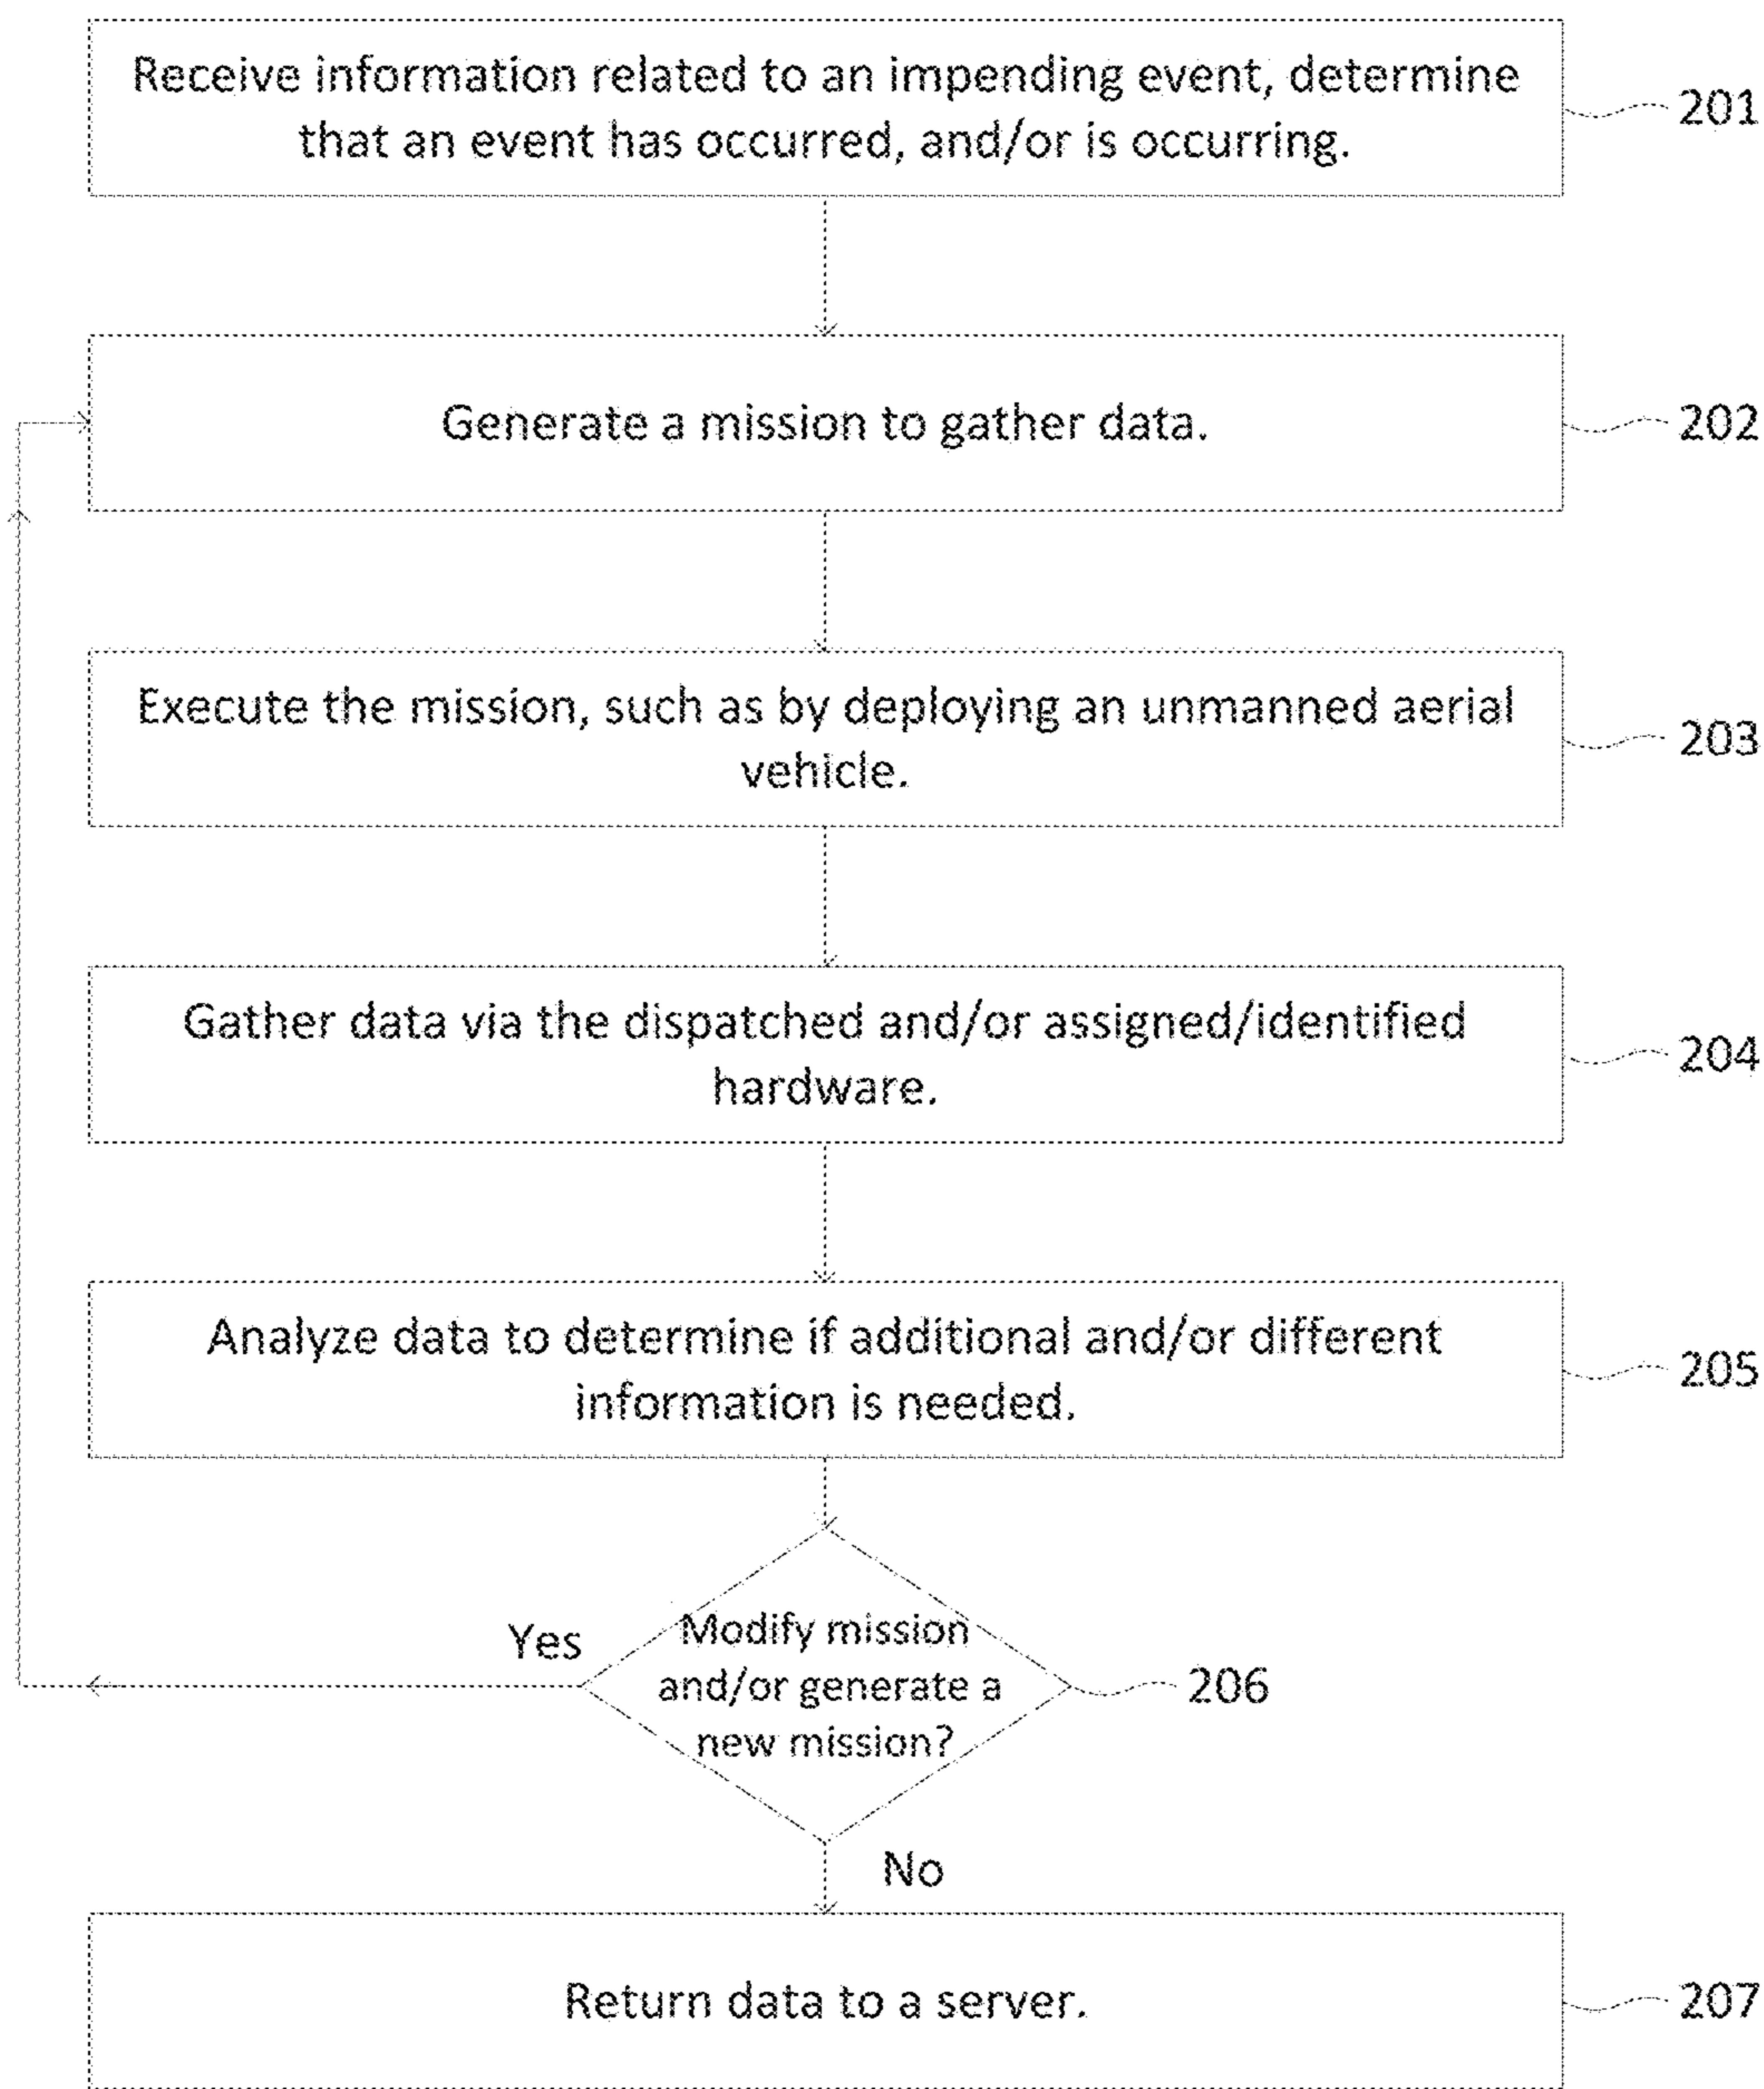 Receive information related to an impending event, determine
that an event has occurred, and/or is occurring.
201
Generate a mission to gather data.
202
Execute the mission, such as by deploying an unmanned aerial
vehicle.
203
Gather data via the dispatched and/or assigned/identified
hardware.
204
Analyze data to determine if additional and/or different
information is needed.
205
Yes
Modify mission
and/or generate a
new mission?
206
No
Return data to a server.
207